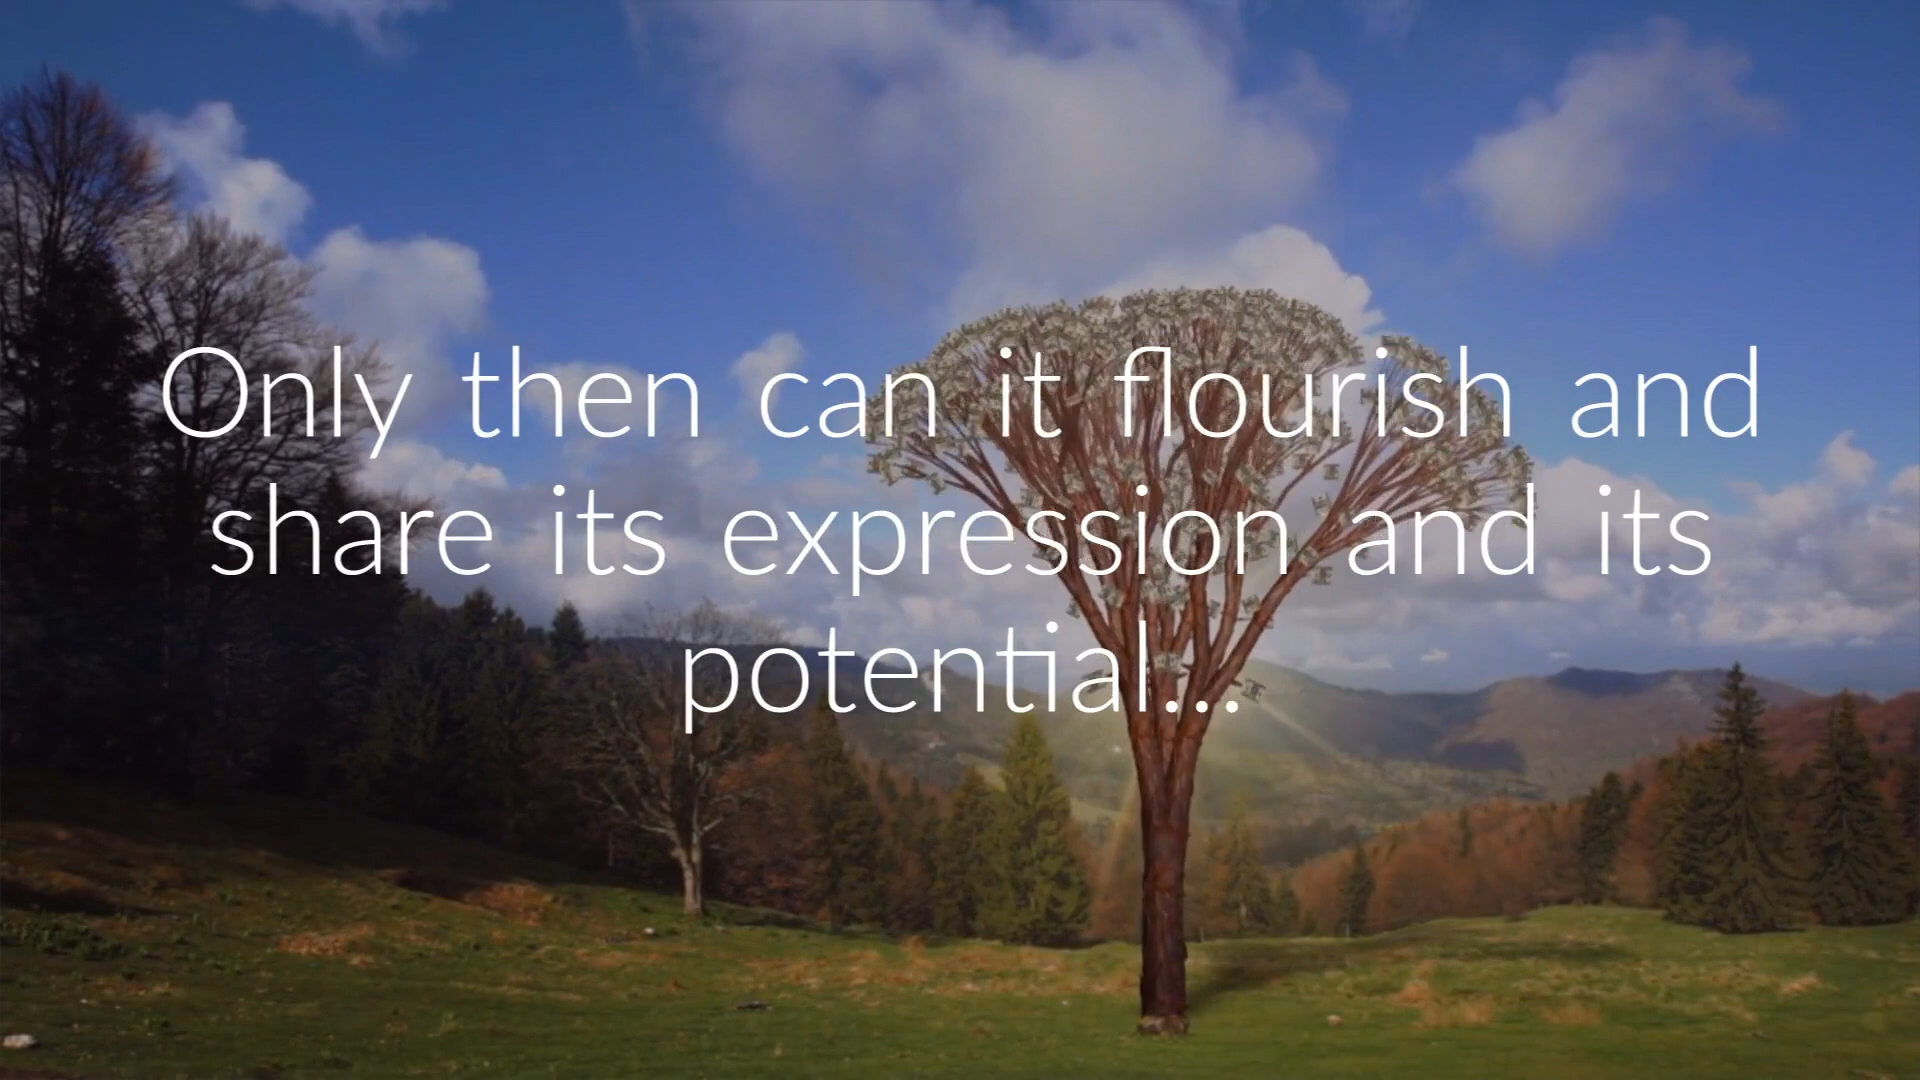 Only then can it flourish and
share its expression and its
potential...